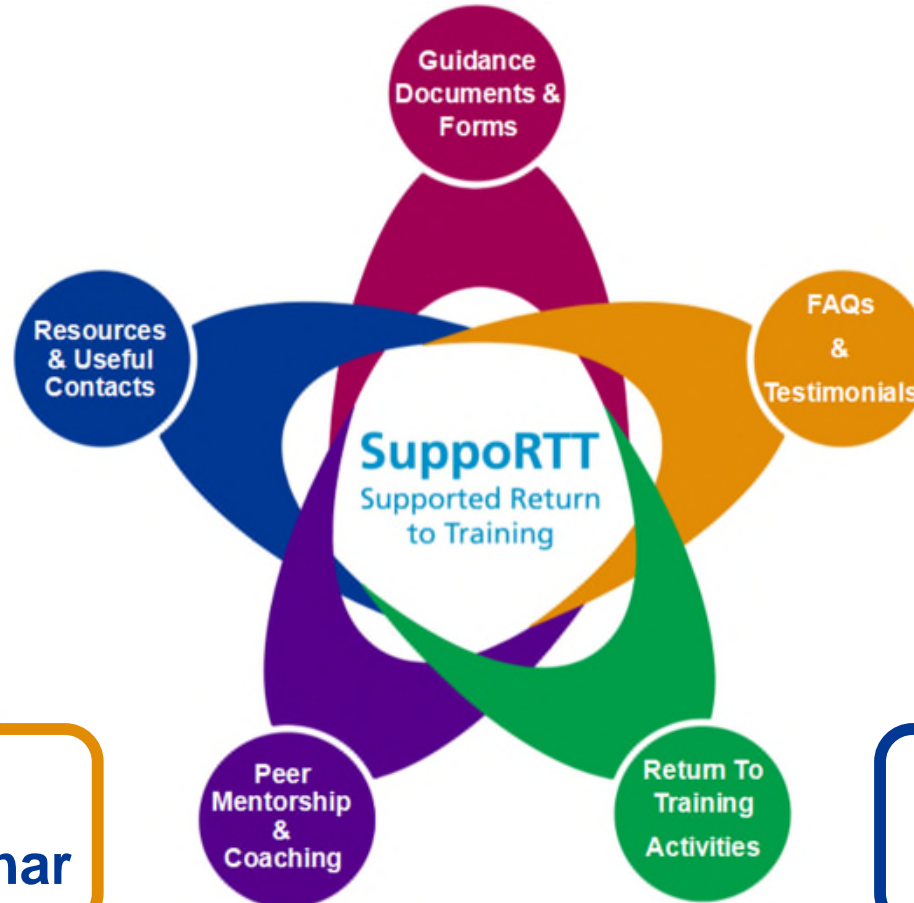 Guidance
Documents &
Forms
Resources
& Useful
Contacts
FAQs
&
Testimonials
SuppoRTT
Supported Return
to Training
Peer
Mentorship
&
Coaching
Return To
Training
Activities
nar